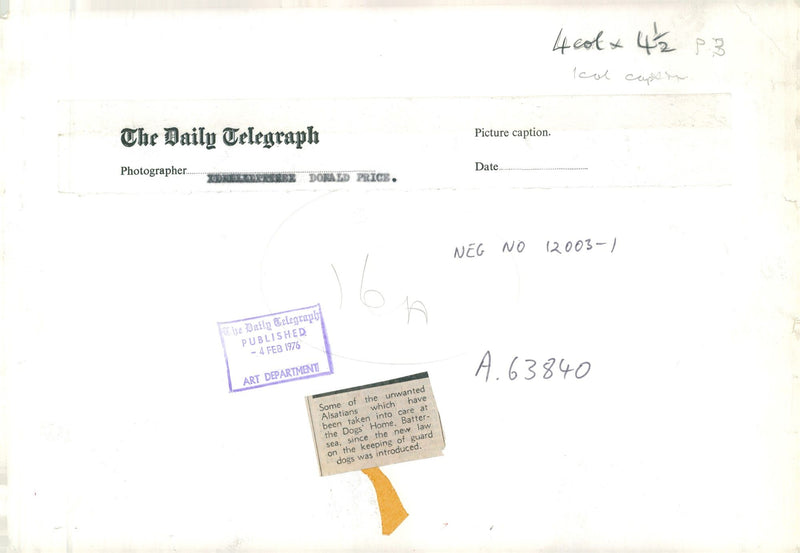 4 col x 4½ P 3
1 col caption
The Daily Telegraph
Picture caption.
Photographer
DONALD PRICE.
Date
NEG NO 12003-1
16 A
The Daily Telegraph
PUBLISHED
- 4 FEB 1976
ART DEPARTMENT
A.63840
Some of the unwanted
Alsatians which have
been taken into care at
the Dogs' Home, Batter-
sea, since the new law
on the keeping of guard
dogs was introduced.